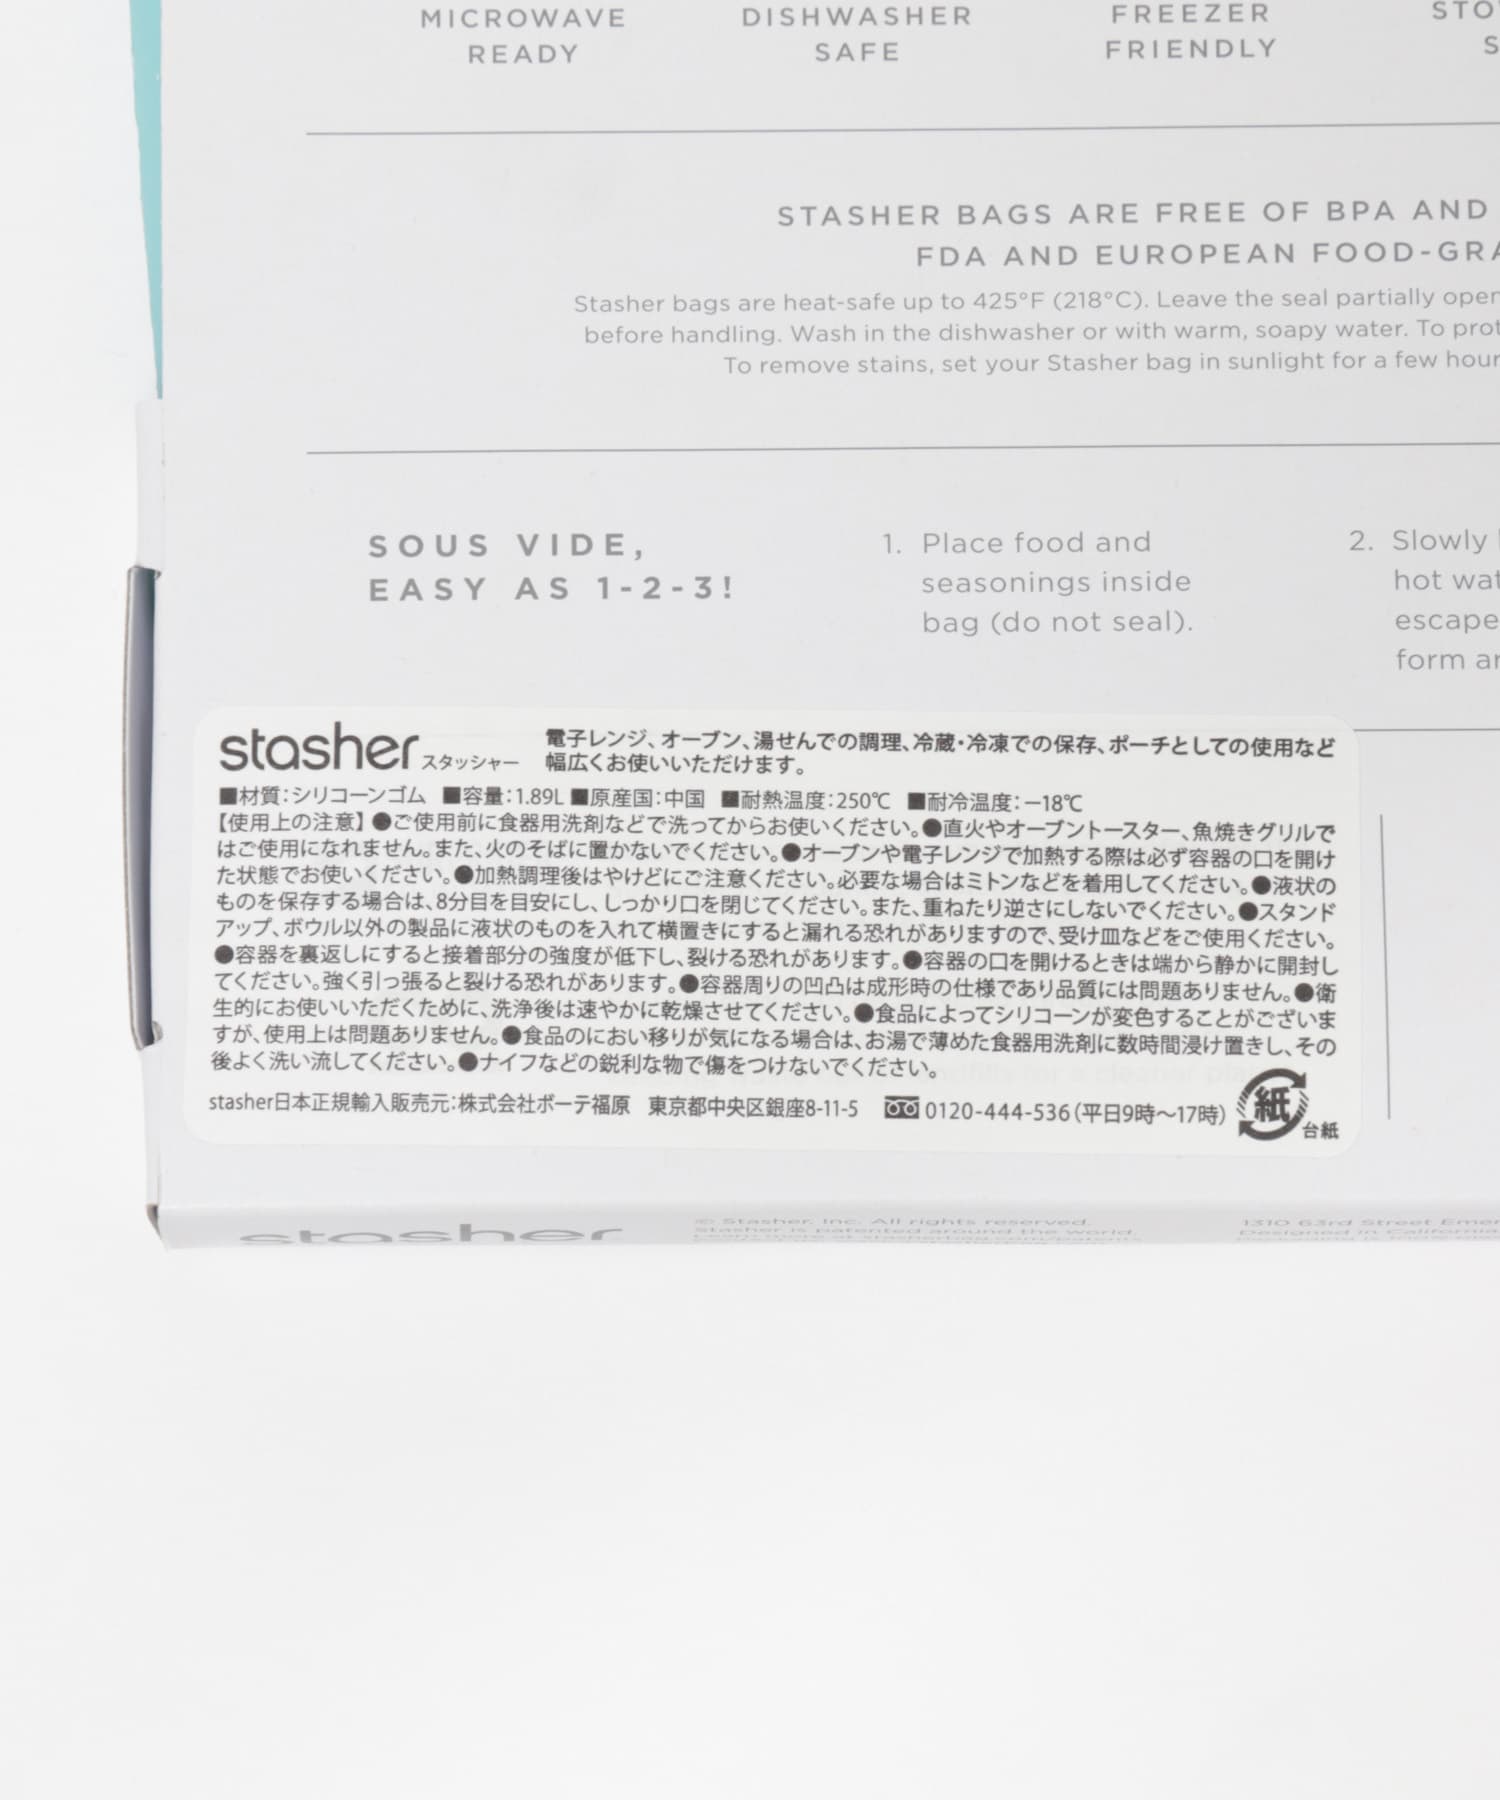 MICROWAVE
READY
DISHWASHER
SAFE
FREEZER
FRIENDLY
STASHER BAGS ARE FREE OF BPA AND
FDA AND EUROPEAN FOOD-GRA
Stasher bags are heat-safe up to 425°F (218°C). Leave the seal partially open
before handling. Wash in the dishwasher or with warm, soapy water. To prot
To remove stains, set your Stasher bag in sunlight for a few hour
SOUS VIDE,
EASY AS 1-2-3!
1. Place food and
seasonings inside
bag (do not seal).
2. Slowly
hot wat
escape
form an
stasher スタッシャー
電子レンジ、オーブン、湯せんでの調理、冷蔵・冷凍での保存、ポーチとしての使用など
幅広くお使いいただけます。
■材質：シリコーンゴム ■容量：1.89L ■原産国：中国 ■耐熱温度：250℃ ■耐冷温度：－18℃
【使用上の注意】●ご使用前に食器用洗剤などで洗ってからお使いください。●直火やオーブントースター、魚焼きグリルで
はご使用になれません。また、火のそばに置かないでください。●オーブンや電子レンジで加熱する際は必ず容器の口を開け
た状態でお使いください。●加熱調理後はやけどにご注意ください。必要な場合はミトンなどを着用してください。●液状の
ものを保存する場合は、8分目を目安にし、しっかり口を閉じてください。また、重ねたり逆さにしないでください。●スタンド
アップ、ボウル以外の製品に液状のものを入れて横置きにすると漏れる恐れがありますので、受け皿などをご使用ください。
●容器を裏返しにすると接着部分の強度が低下し、裂ける恐れがあります。●容器の口を開けるときは端から静かに開封し
てください。強く引っ張ると裂ける恐れがあります。●容器周りの凹凸は成形時の仕様であり品質には問題ありません。●衛
生的にお使いいただくために、洗浄後は速やかに乾燥させてください。●食品によってシリコーンが変色することがございま
すが、使用上は問題ありません。●食品のにおい移りが気になる場合は、お湯で薄めた食器用洗剤に数時間浸け置きし、その
後よく洗い流してください。●ナイフなどの鋭利な物で傷をつけないでください。
stasher日本正規輸入販売元：株式会社ボーテ福原 東京都中央区銀座8-11-5 0120-444-536（平日9時～17時）
紙
台紙
stasher
© Stasher, Inc. All rights reserved.
Stasher is patented around the world.
1310 63rd Street Eme
Designed in California